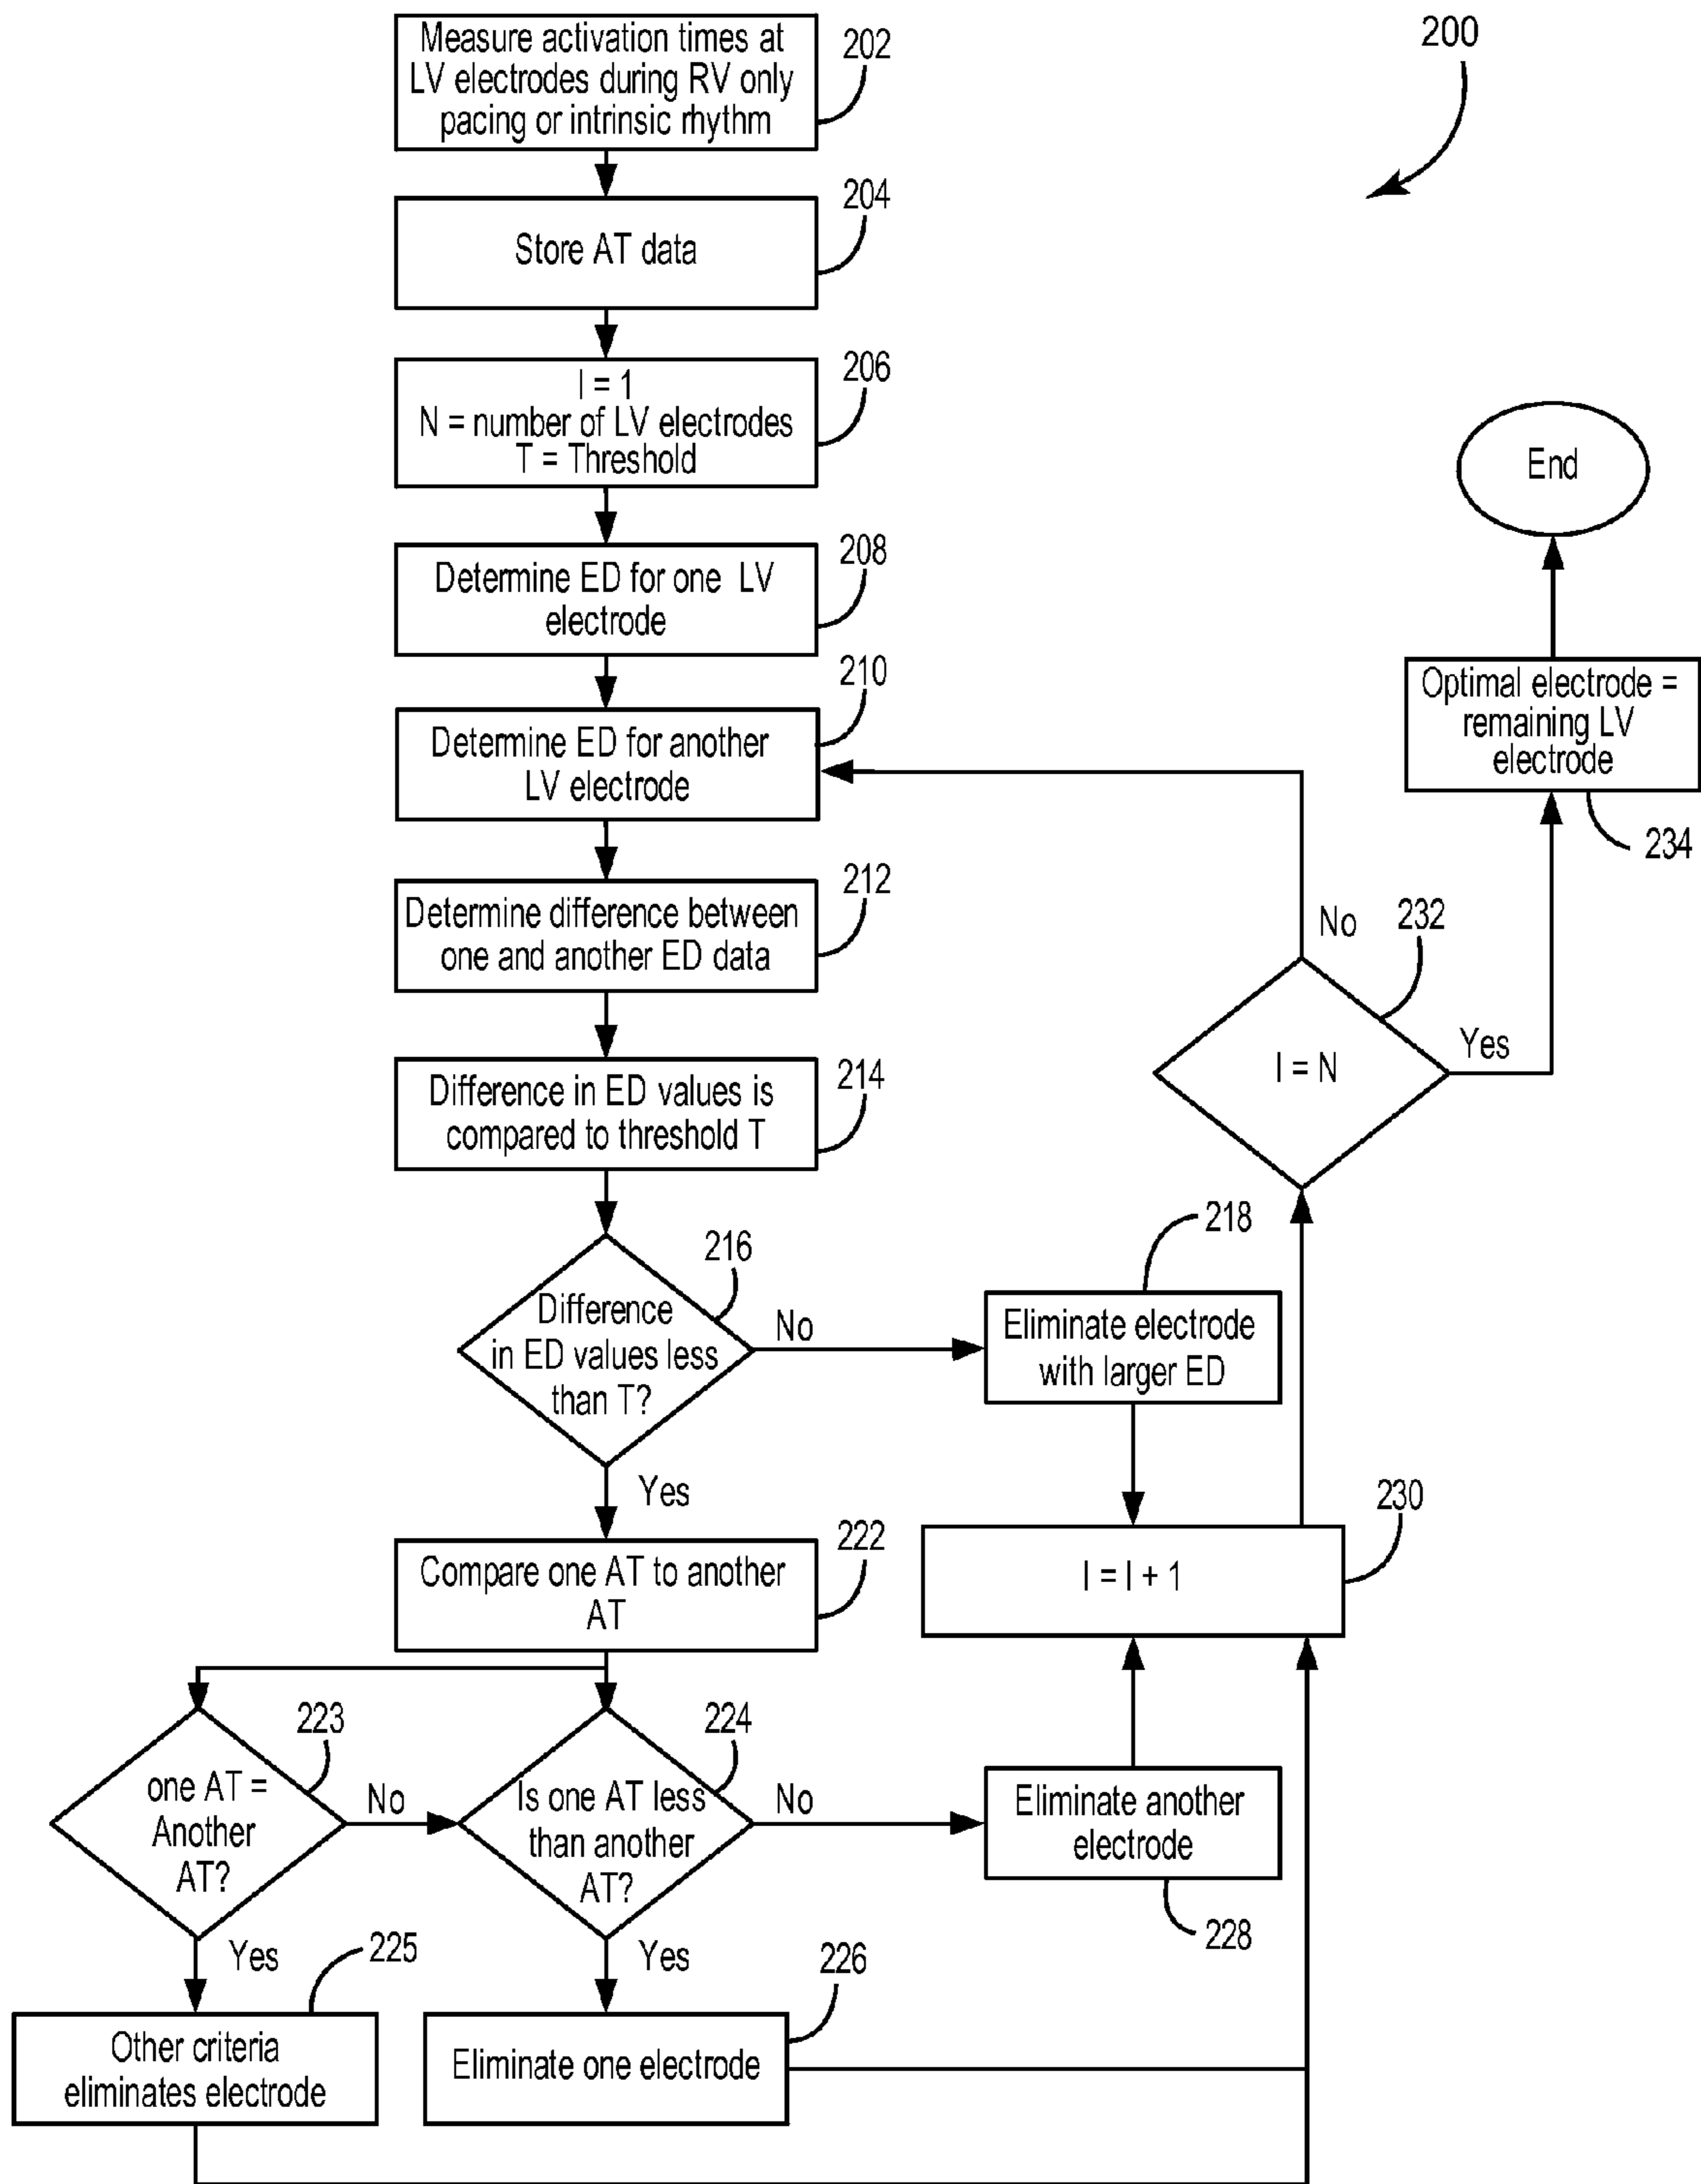 Measure activation times at
LV electrodes during RV only
pacing or intrinsic rhythm
202
200
Store AT data
204
I = 1
N = number of LV electrodes
T = Threshold
206
End
Determine ED for one LV
electrode
208
Determine ED for another
LV electrode
210
Optimal electrode =
remaining LV
electrode
234
Determine difference between
one and another ED data
212
No
232
I = N
Yes
Difference in ED values is
compared to threshold T
214
Difference
in ED values less
than T?
216
No
Yes
Eliminate electrode
with larger ED
218
Compare one AT to another
AT
222
I = I + 1
230
one AT =
Another
AT?
223
No
Yes
Is one AT less
than another
AT?
224
No
Yes
Eliminate another
electrode
228
Other criteria
eliminates electrode
225
Eliminate one electrode
226